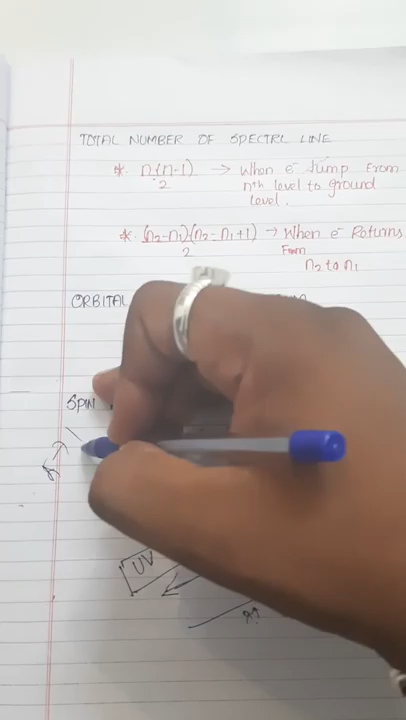 TOTAL NUMBER OF SPECTRL LINE
*. n(n-1) → When e⁻ Jump From
2 nth level to ground
level.
*. (n₂-n₁)(n₂-n₁+1) → When e⁻ Returns
2 From
n₂ to n₁
ORBITAL
SPIN
UV